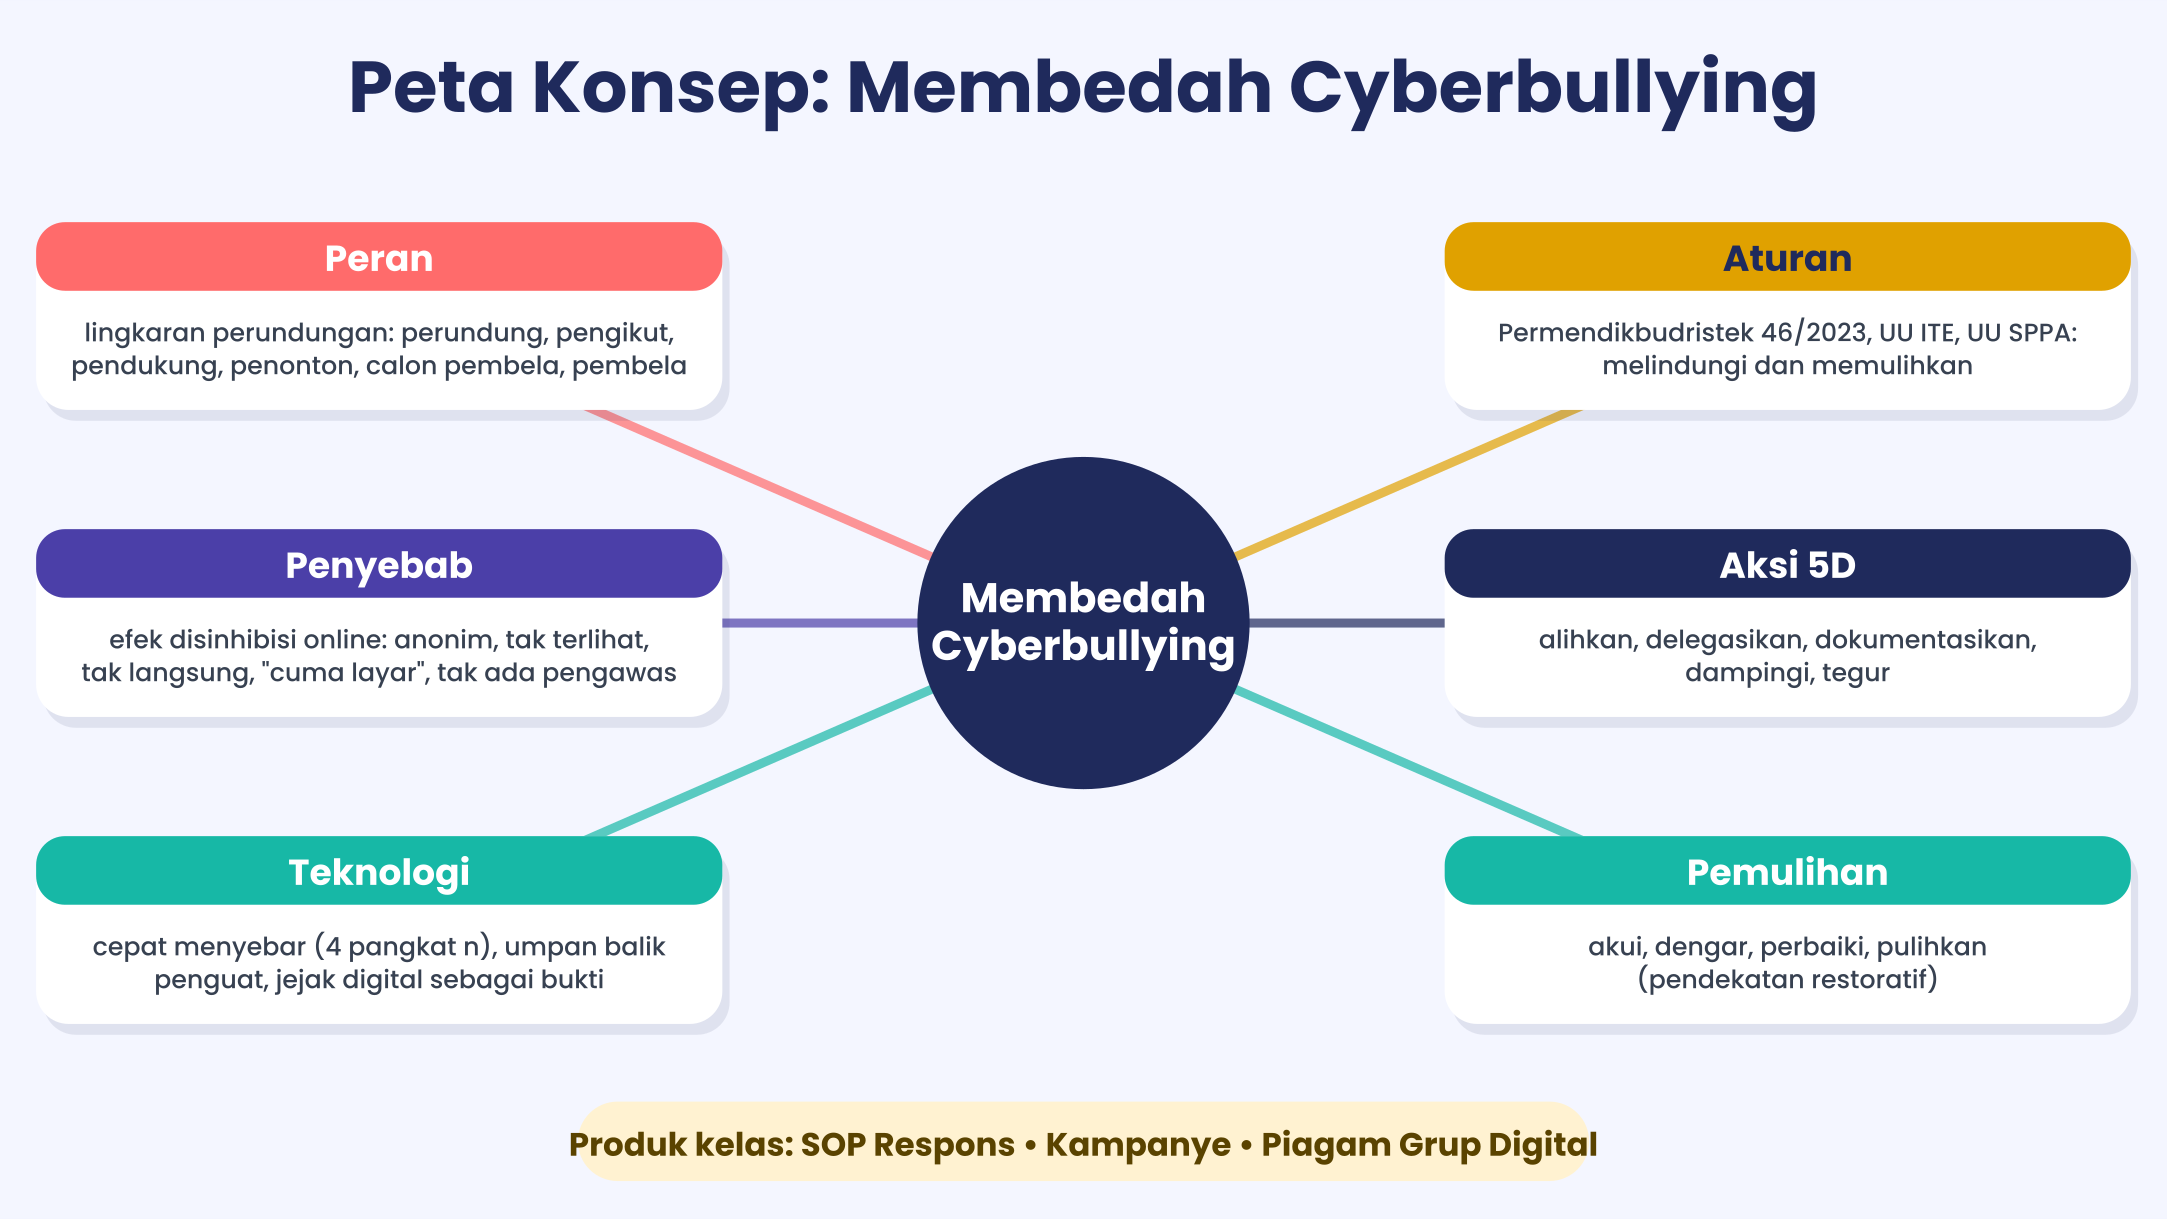 Peta Konsep: Membedah Cyberbullying
Peran
lingkaran perundungan: perundung, pengikut,
pendukung, penonton, calon pembela, pembela
Penyebab
efek disinhibisi online: anonim, tak terlihat,
tak langsung, "cuma layar", tak ada pengawas
Teknologi
cepat menyebar (4 pangkat n), umpan balik
penguat, jejak digital sebagai bukti
Membedah
Cyberbullying
Aturan
Permendikbudristek 46/2023, UU ITE, UU SPPA:
melindungi dan memulihkan
Aksi 5D
alihkan, delegasikan, dokumentasikan,
dampingi, tegur
Pemulihan
akui, dengar, perbaiki, pulihkan
(pendekatan restoratif)
Produk kelas: SOP Respons • Kampanye • Piagam Grup Digital